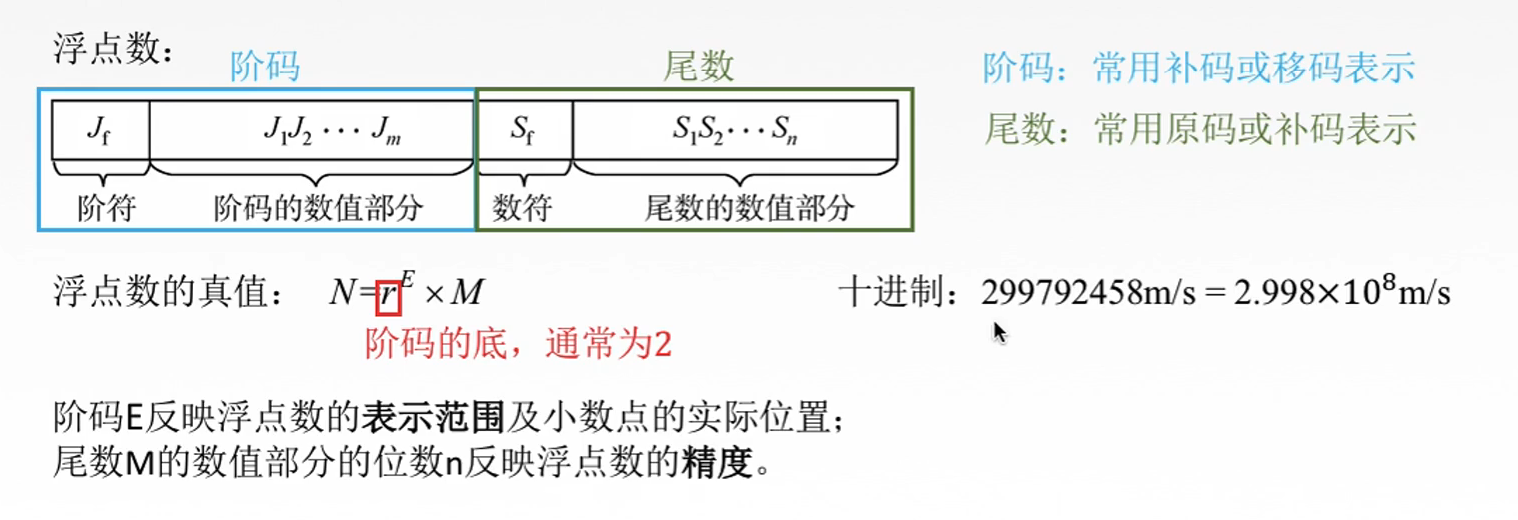 浮点数：
阶码
尾数
阶码：常用补码或移码表示
J_f
J_1J_2 ⋯ J_m
S_f
S_1S_2⋯S_n
尾数：常用原码或补码表示
阶符
阶码的数值部分
数符
尾数的数值部分
浮点数的真值： N=r^E ×M
十进制：299792458m/s = 2.998×10^8m/s
阶码的底，通常为2
阶码E反映浮点数的表示范围及小数点的实际位置；
尾数M的数值部分的位数n反映浮点数的精度。